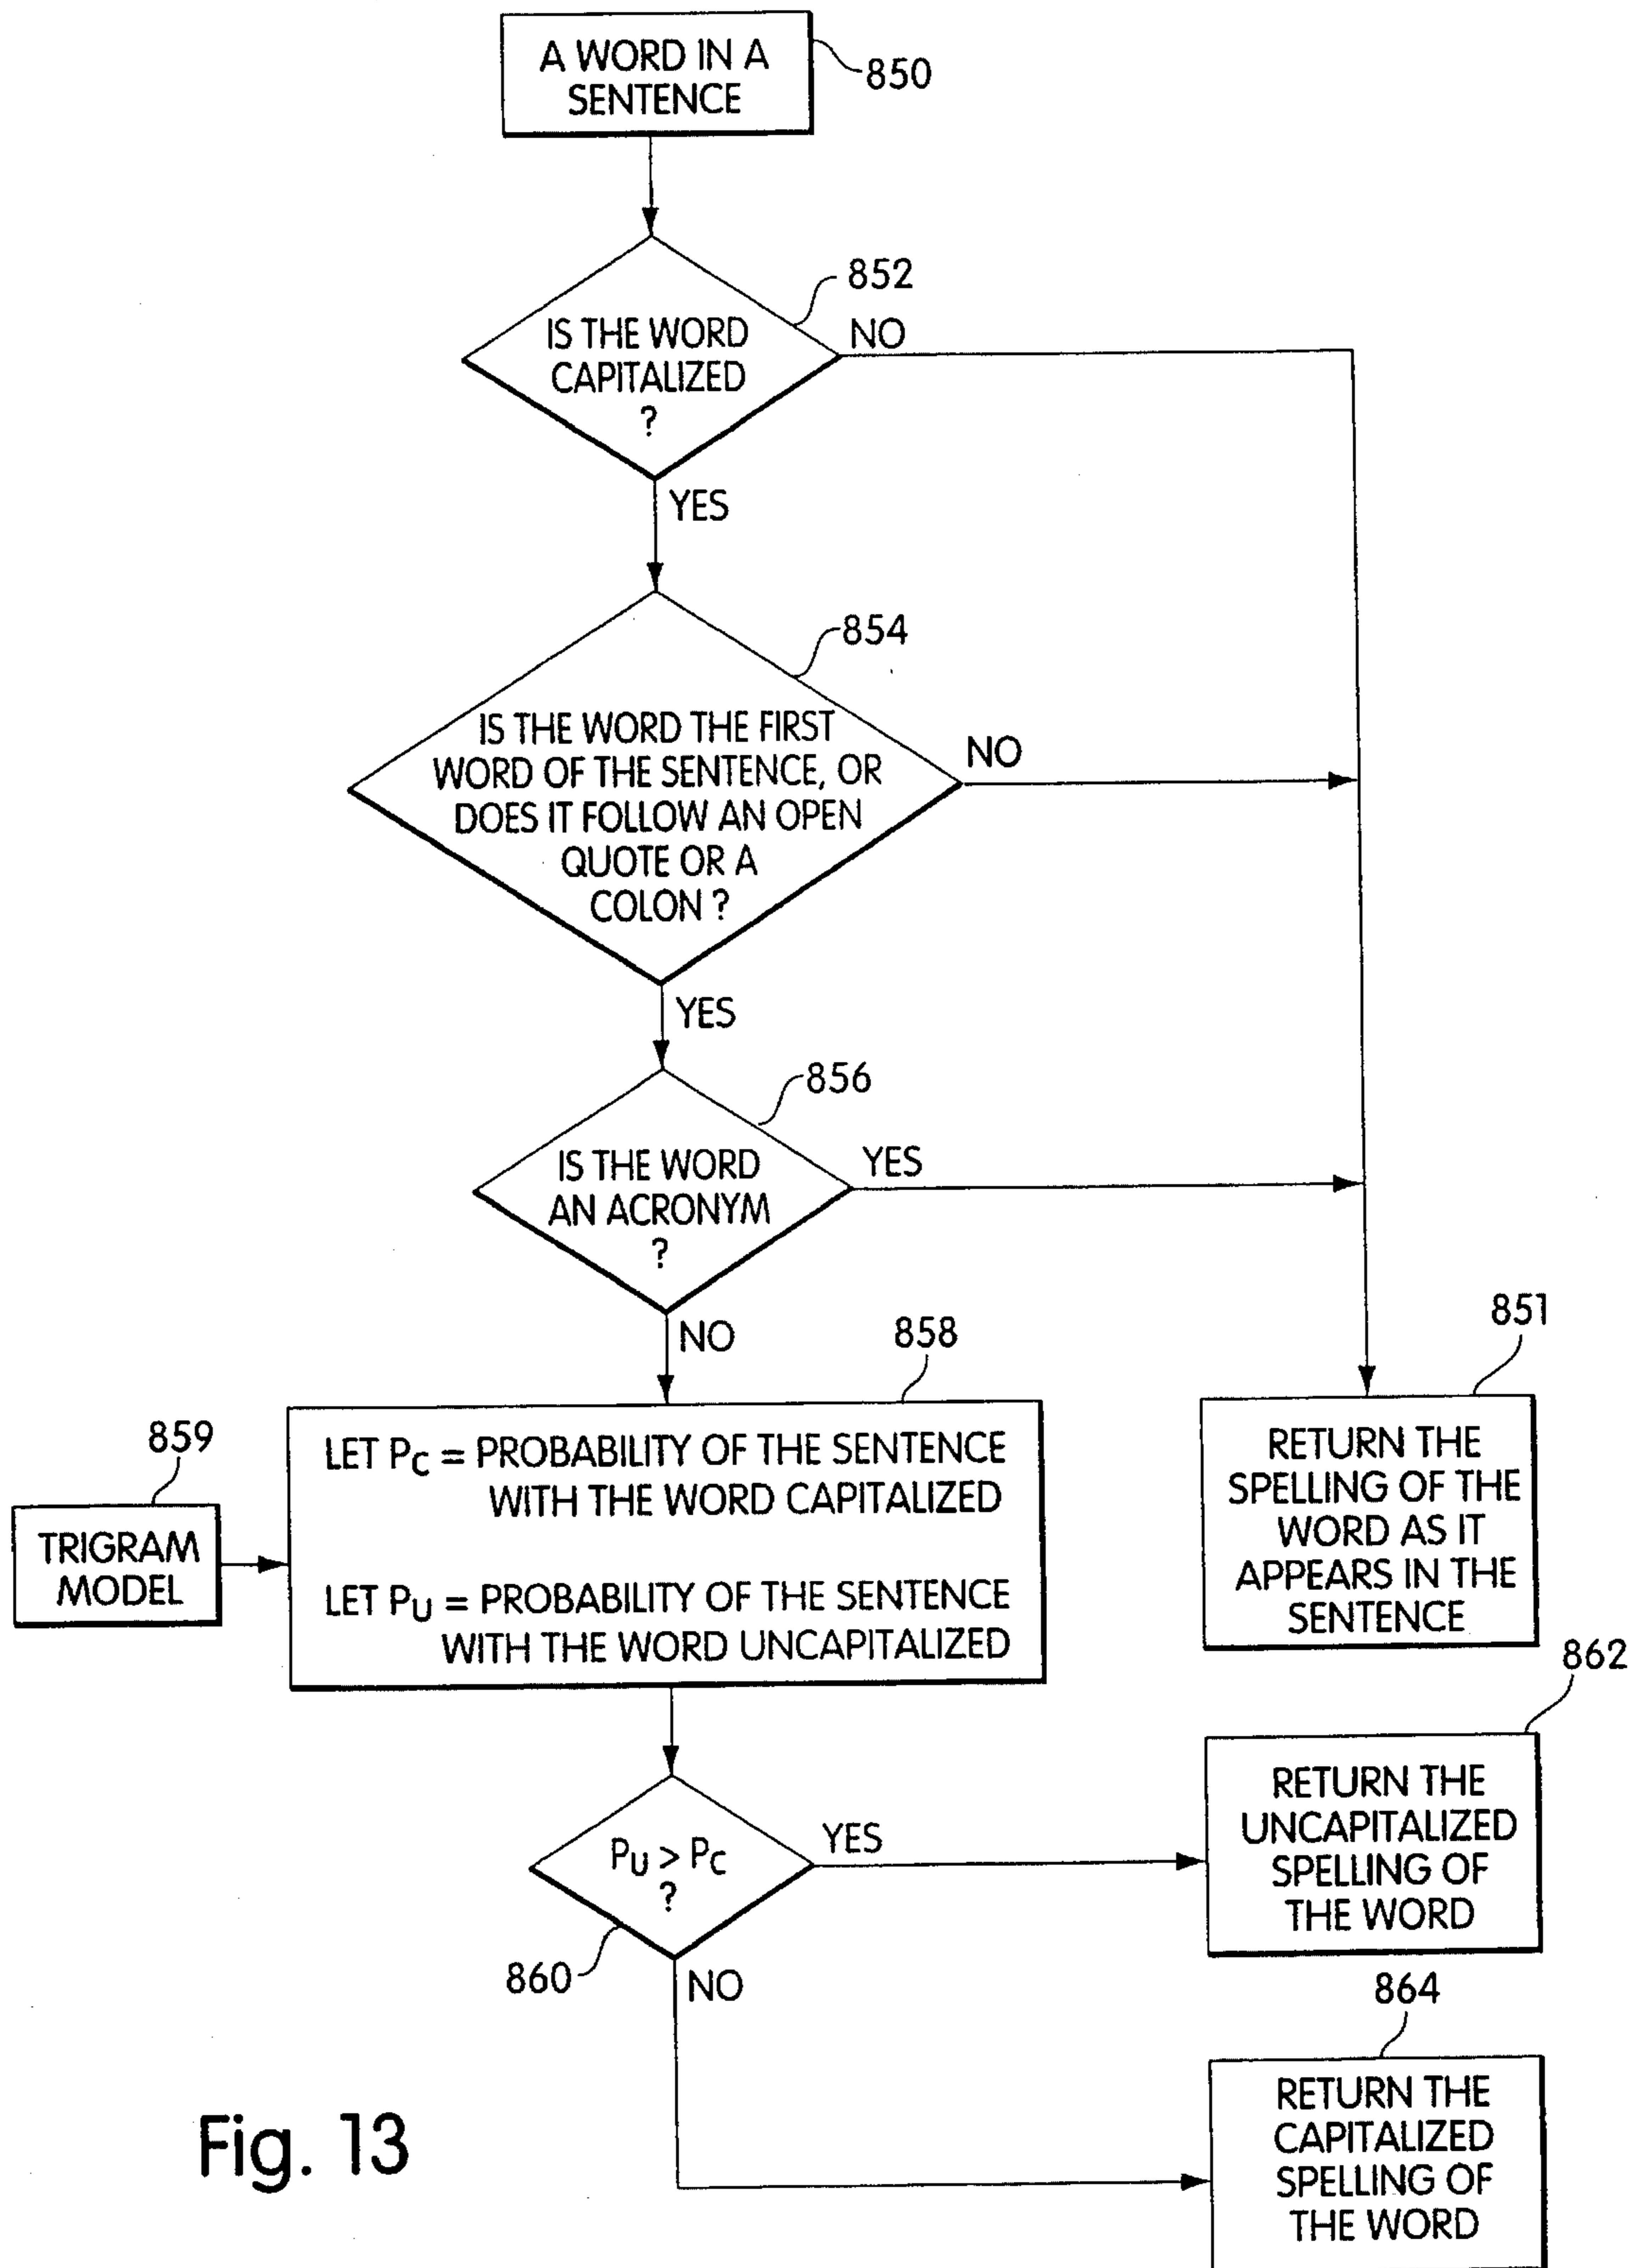 A WORD IN A
SENTENCE
850
852
IS THE WORD
CAPITALIZED
?
NO
YES
854
IS THE WORD THE FIRST
WORD OF THE SENTENCE, OR
DOES IT FOLLOW AN OPEN
QUOTE OR A
COLON ?
NO
YES
856
IS THE WORD
AN ACRONYM
?
YES
NO
858
LET PC = PROBABILITY OF THE SENTENCE
WITH THE WORD CAPITALIZED
LET PU = PROBABILITY OF THE SENTENCE
WITH THE WORD UNCAPITALIZED
859
TRIGRAM
MODEL
851
RETURN THE
SPELLING OF THE
WORD AS IT
APPEARS IN THE
SENTENCE
PU > PC
?
860
YES
NO
862
RETURN THE
UNCAPITALIZED
SPELLING OF
THE WORD
864
RETURN THE
CAPITALIZED
SPELLING OF
THE WORD
Fig. 13